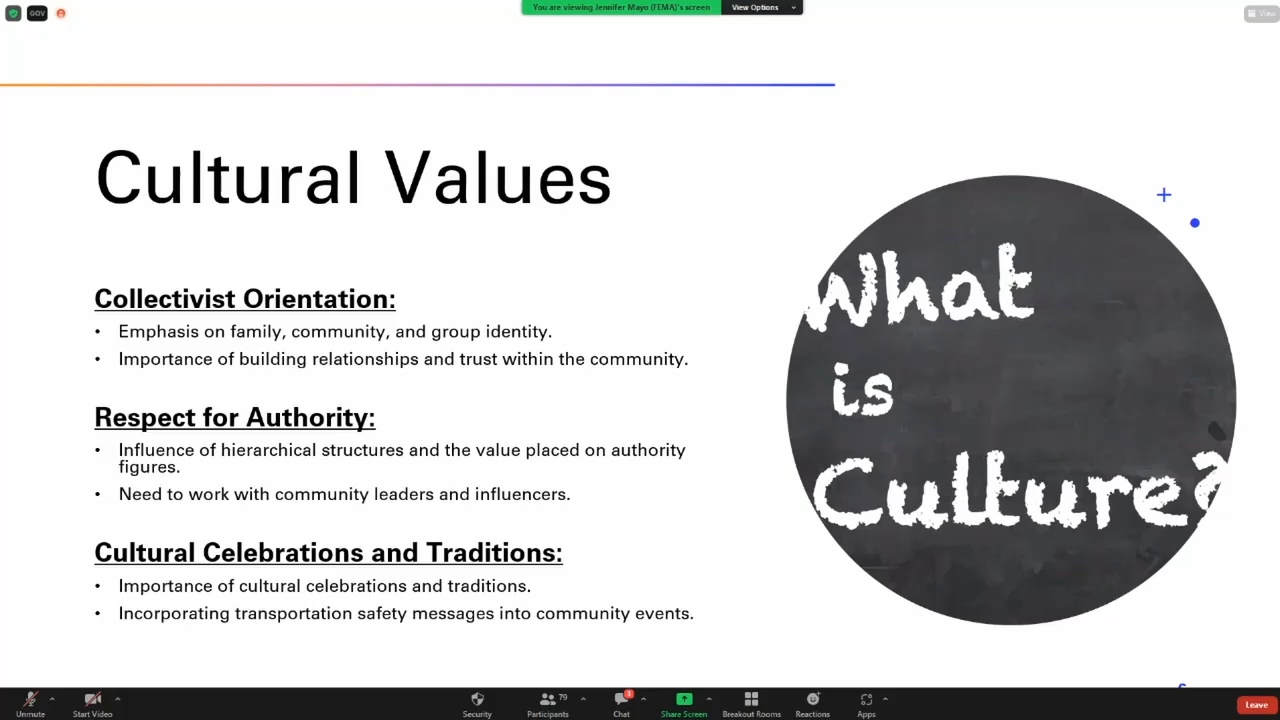 GOV
You are viewing Jennifer Mayo (FEMA)'s screen
View Options
View
Cultural Values
Collectivist Orientation:
• Emphasis on family, community, and group identity.
• Importance of building relationships and trust within the community.
Respect for Authority:
• Influence of hierarchical structures and the value placed on authority
figures.
• Need to work with community leaders and influencers.
Cultural Celebrations and Traditions:
• Importance of cultural celebrations and traditions.
• Incorporating transportation safety messages into community events.
What
is
Culture?
Unmute
Start Video
Security
Participants
79
Chat
3
Share Screen
Breakout Rooms
Reactions
Apps
Leave